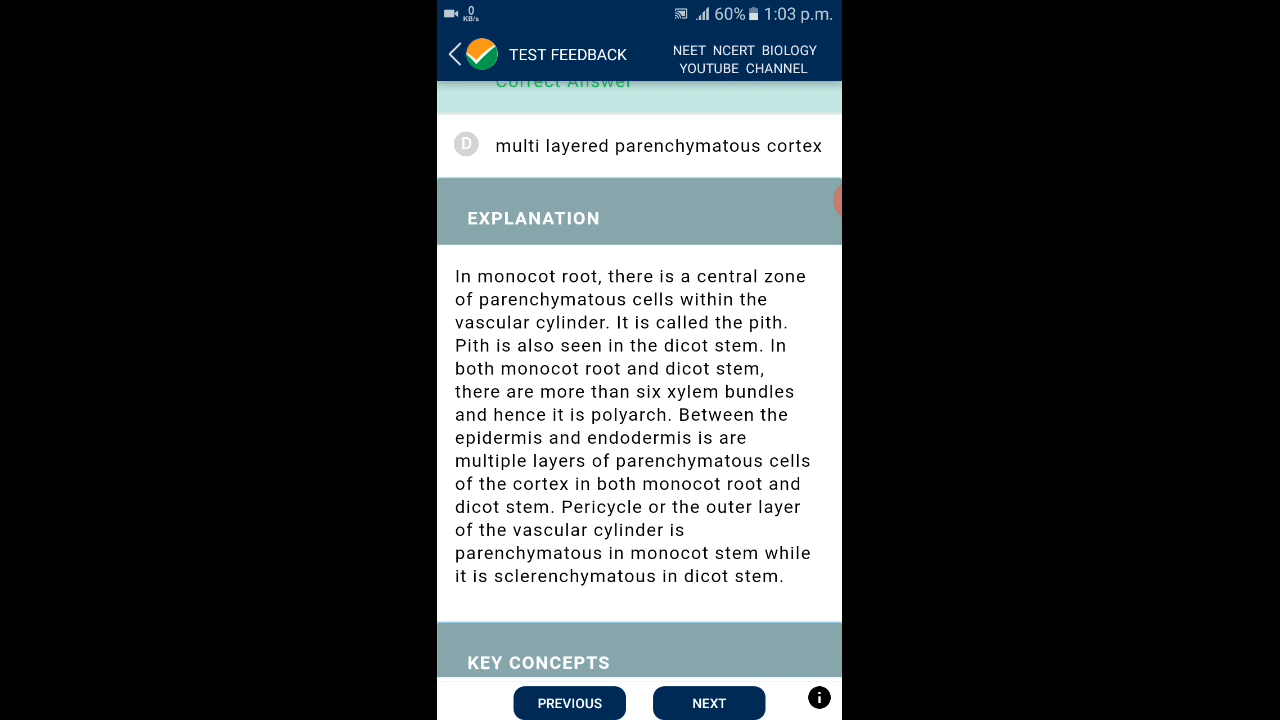 0
KB/s
60% 1:03 p.m.
TEST FEEDBACK
NEET NCERT BIOLOGY
YOUTUBE CHANNEL
Correct Answer
D multi layered parenchymatous cortex
EXPLANATION
In monocot root, there is a central zone
of parenchymatous cells within the
vascular cylinder. It is called the pith.
Pith is also seen in the dicot stem. In
both monocot root and dicot stem,
there are more than six xylem bundles
and hence it is polyarch. Between the
epidermis and endodermis is are
multiple layers of parenchymatous cells
of the cortex in both monocot root and
dicot stem. Pericycle or the outer layer
of the vascular cylinder is
parenchymatous in monocot stem while
it is sclerenchymatous in dicot stem.
KEY CONCEPTS
PREVIOUS
NEXT
i